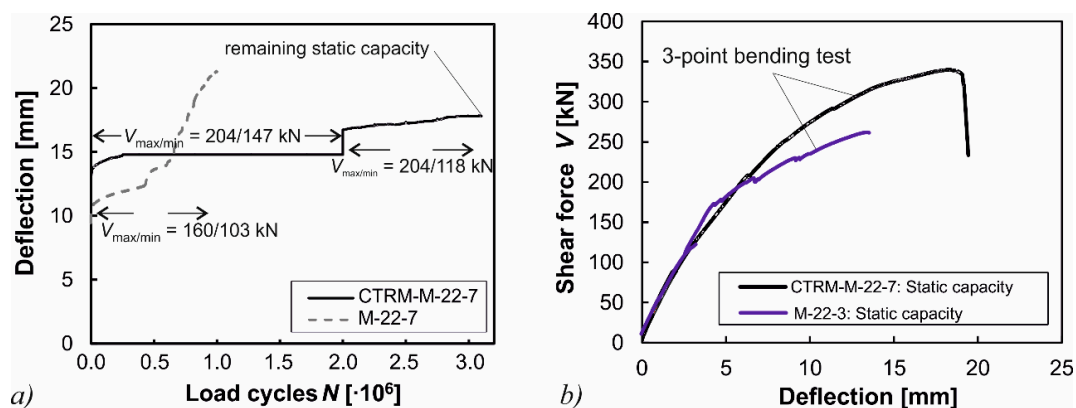 25
20
15
10
5
0
Deflection [mm]
remaining static capacity
Vmax/min = 204/147 kN
Vmax/min = 204/118 kN
Vmax/min = 160/103 kN
CTRM-M-22-7
M-22-7
0.0 0.5 1.0 1.5 2.0 2.5 3.0
Load cycles N [·10⁶]
a)
400
350
300
250
200
150
100
50
0
Shear force V [kN]
3-point bending test
CTRM-M-22-7: Static capacity
M-22-3: Static capacity
0 5 10 15 20 25
Deflection [mm]
b)